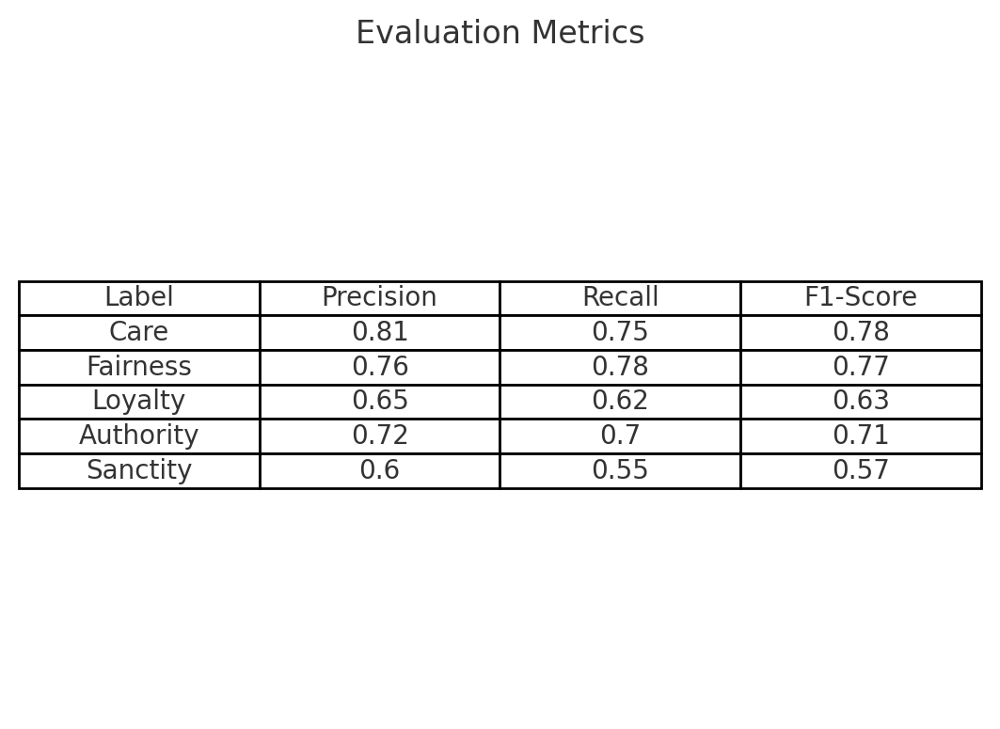 Evaluation Metrics
Label Precision Recall F1-Score
Care 0.81 0.75 0.78
Fairness 0.76 0.78 0.77
Loyalty 0.65 0.62 0.63
Authority 0.72 0.7 0.71
Sanctity 0.6 0.55 0.57